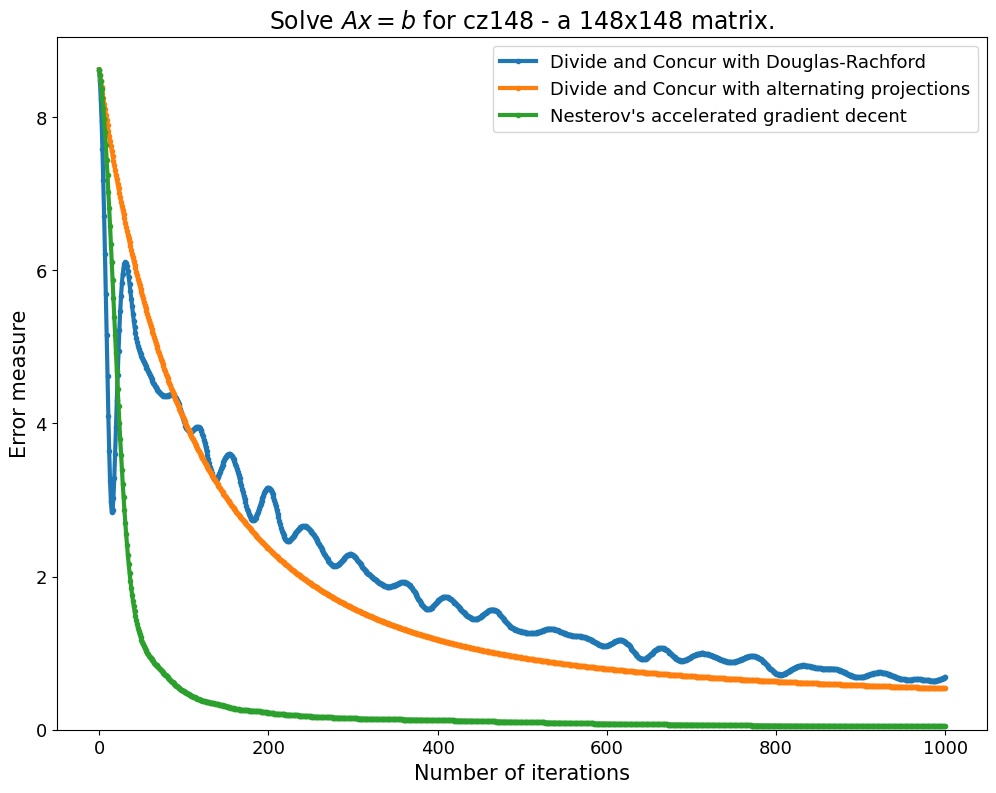 Solve Ax = b for cz148 - a 148x148 matrix.
Divide and Concur with Douglas-Rachford
Divide and Concur with alternating projections
Nesterov's accelerated gradient decent
Error measure
8
6
4
2
0
0 200 400 600 800 1000
Number of iterations